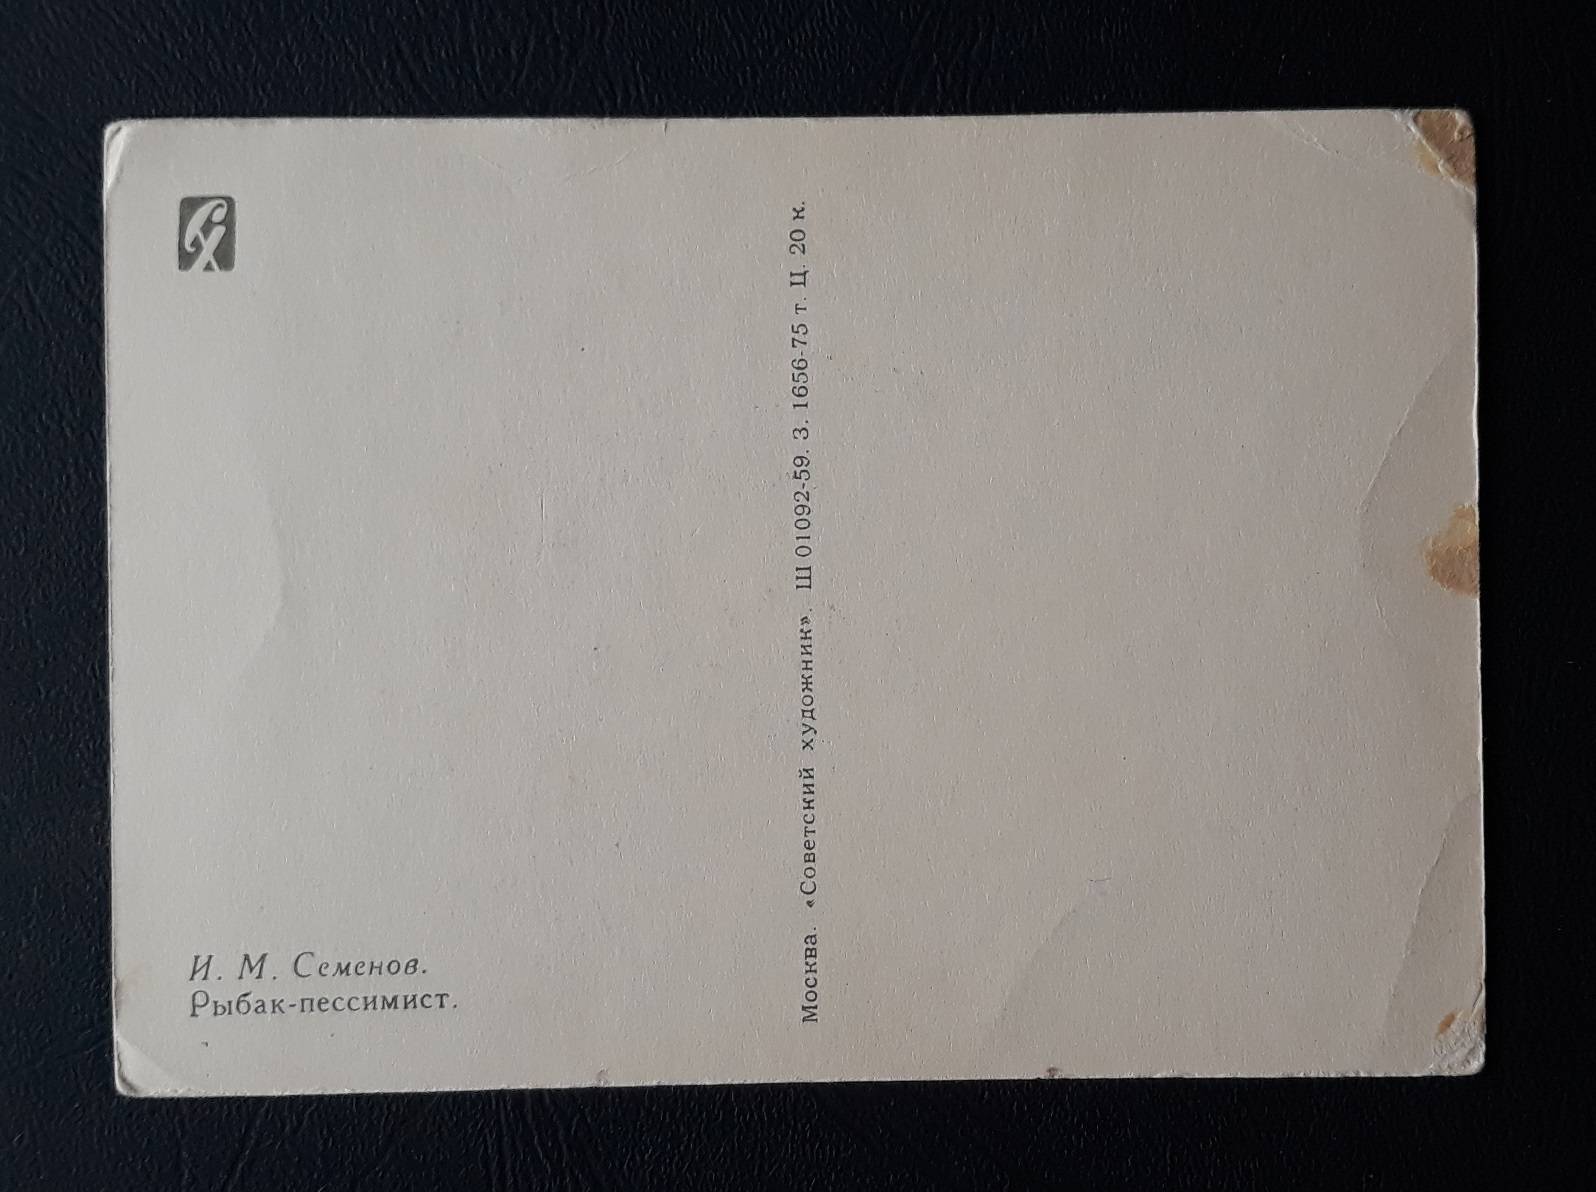 СХ
И. М. Семенов.
Рыбак-пессимист.
Москва. «Советский художник». Ш 01092-59. З. 1656-75 т. Ц. 20 к.